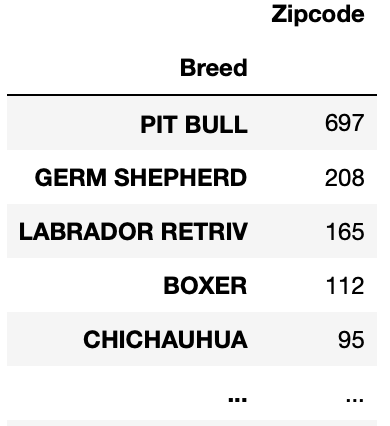 Zipcode
Breed
PIT BULL 697
GERM SHEPHERD 208
LABRADOR RETRIV 165
BOXER 112
CHICHAUHUA 95
... ...